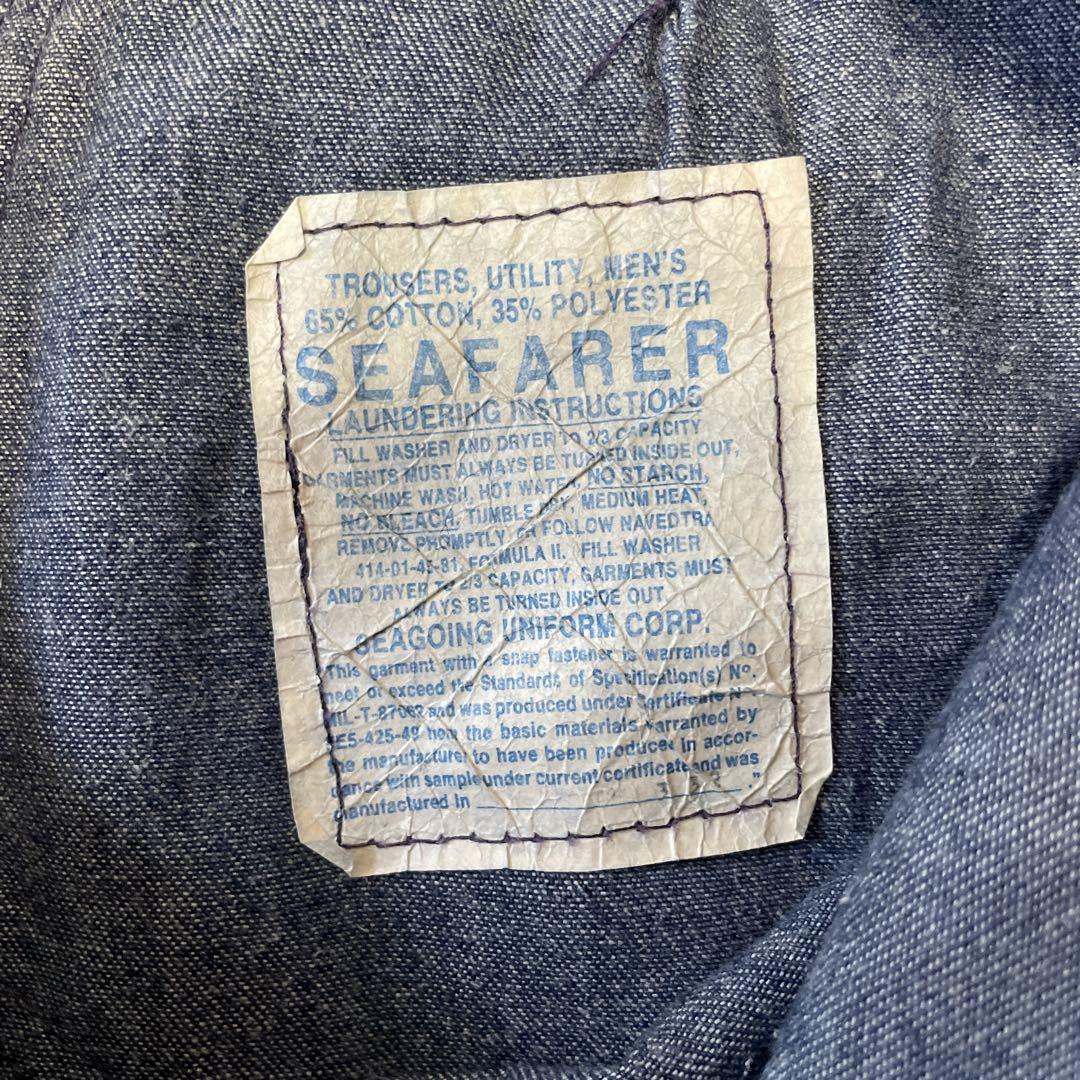 TROUSERS, UTILITY, MEN'S
65% COTTON, 35% POLYESTER
SEAFARER
LAUNDERING INSTRUCTIONS
FILL WASHER AND DRYER TO 2/3 CAPACITY
GARMENTS MUST ALWAYS BE TURNED INSIDE OUT,
MACHINE WASH, HOT WATER, NO STARCH,
NO BLEACH, TUMBLE DRY, MEDIUM HEAT,
REMOVE PROMPTLY, OR FOLLOW NAVEDTRA
414-01-45-81, FORMULA II. FILL WASHER
AND DRYER TO 2/3 CAPACITY, GARMENTS MUST
ALWAYS BE TURNED INSIDE OUT
SEAGOING UNIFORM CORP.
"This garment with a snap fastener is warranted to
meet or exceed the Standards of Specification(s) No.
and was produced under Certificate No.
the basic materials warranted by
the manufacturer to have been produced in accor-
dance with sample under current certificate and was
manufactured in ."